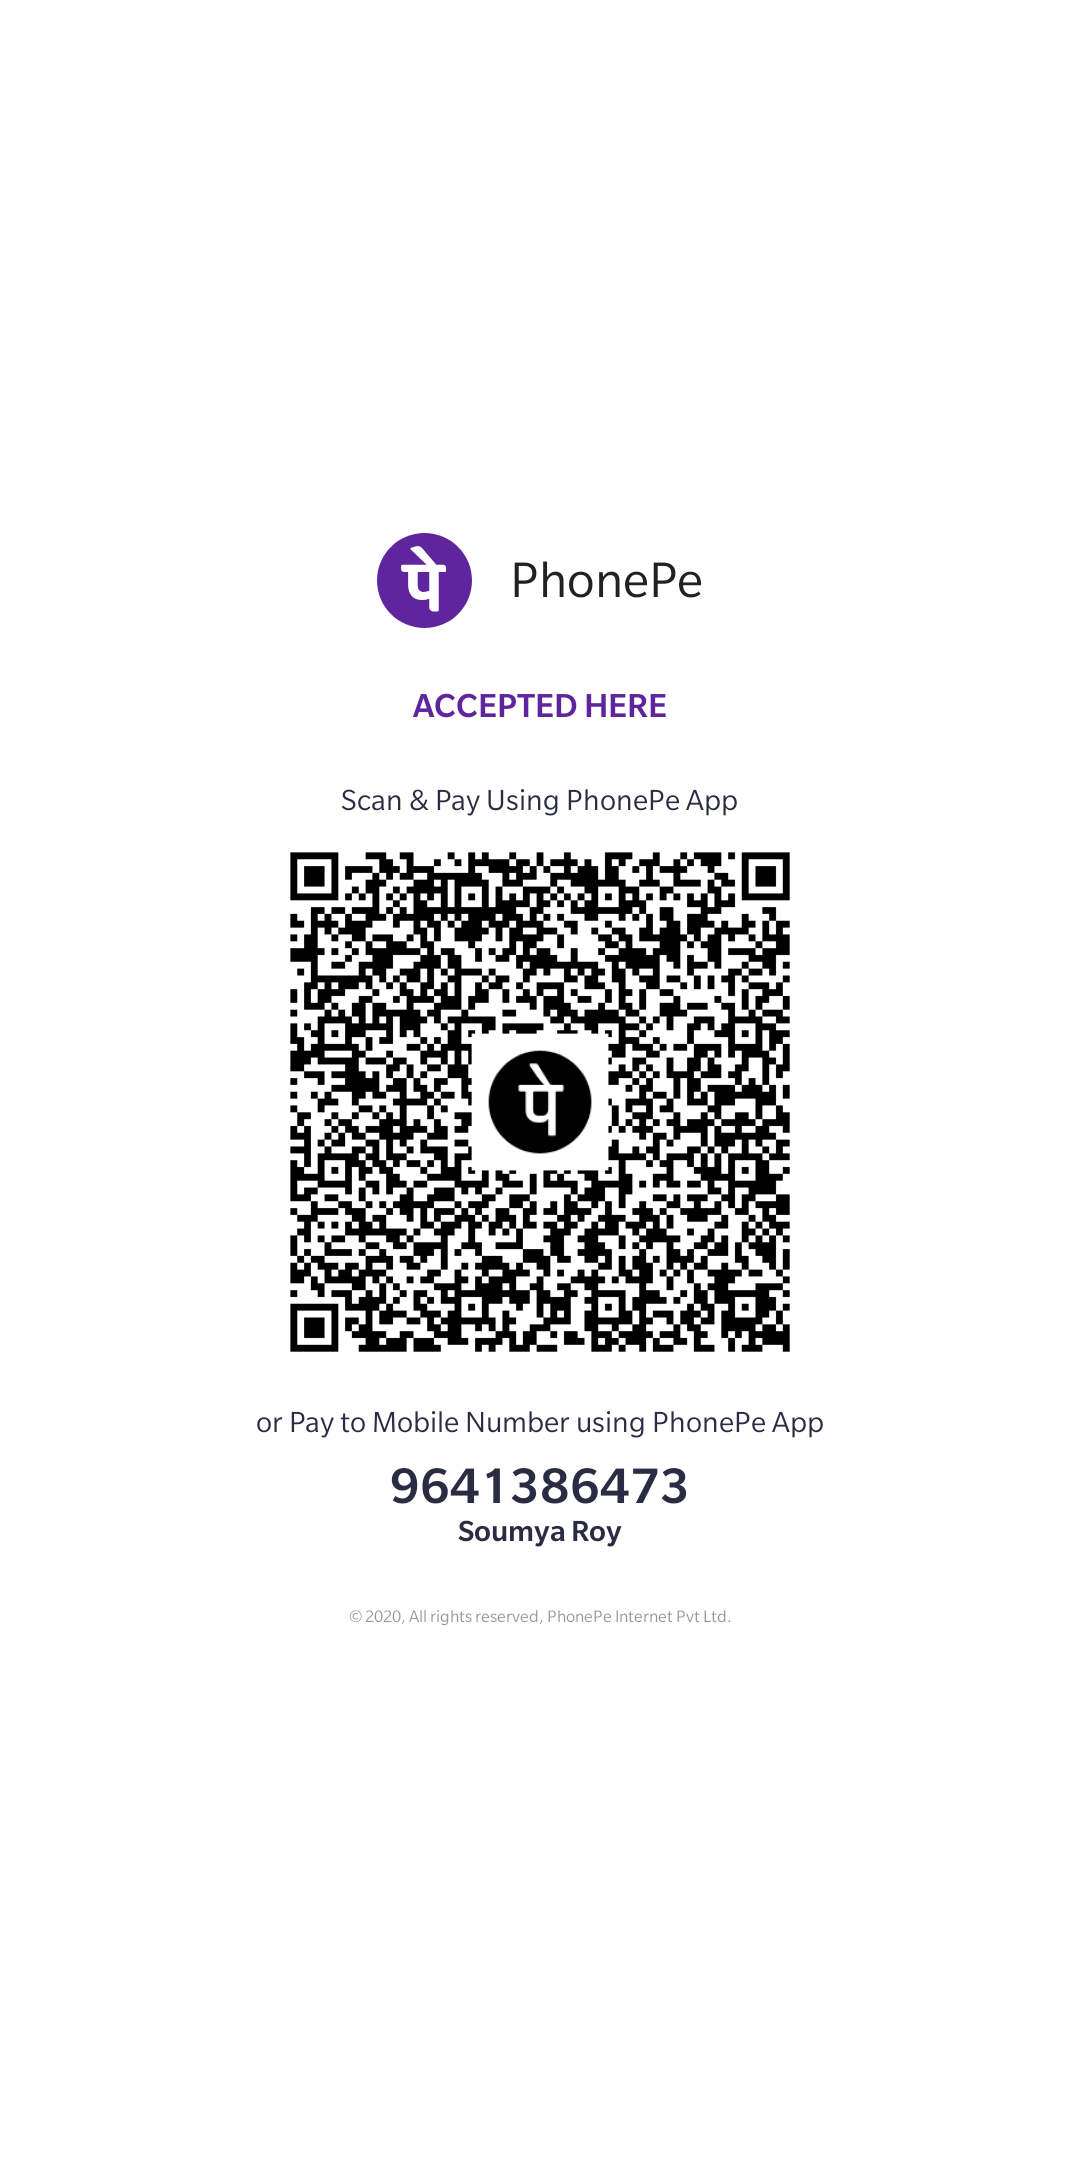 पे PhonePe
ACCEPTED HERE
Scan & Pay Using PhonePe App
पे
or Pay to Mobile Number using PhonePe App
9641386473
Soumya Roy
© 2020, All rights reserved, PhonePe Internet Pvt Ltd.